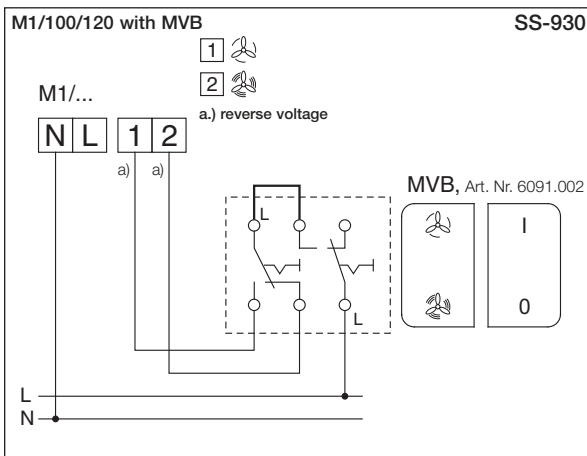 M1/100/120 with MVB SS-930
1
2
a.) reverse voltage
M1/...
N L 1 2
a) a)
MVB, Art. Nr. 6091.002
L
I
0
L
L
N